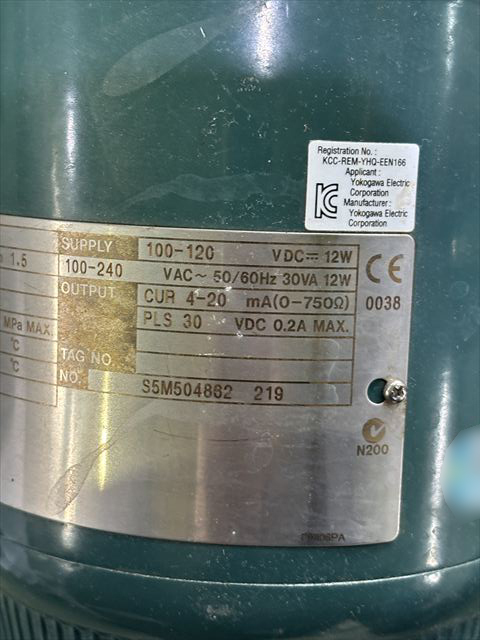 Registration No. :
KCC-REM-YHQ-EEN166
Applicant :
Yokogawa Electric
Corporation
Manufacturer :
Yokogawa Electric
Corporation
1.5
SUPPLY 100-120 VDC⎓ 12W
100-240 VAC~ 50/60Hz 30VA 12W
OUTPUT CUR 4-20 mA(0-750Ω)
MPa MAX. PLS 30 VDC 0.2A MAX.
CE
0038
°C
TAG NO.
°C
NO. S5M504862 219
N200